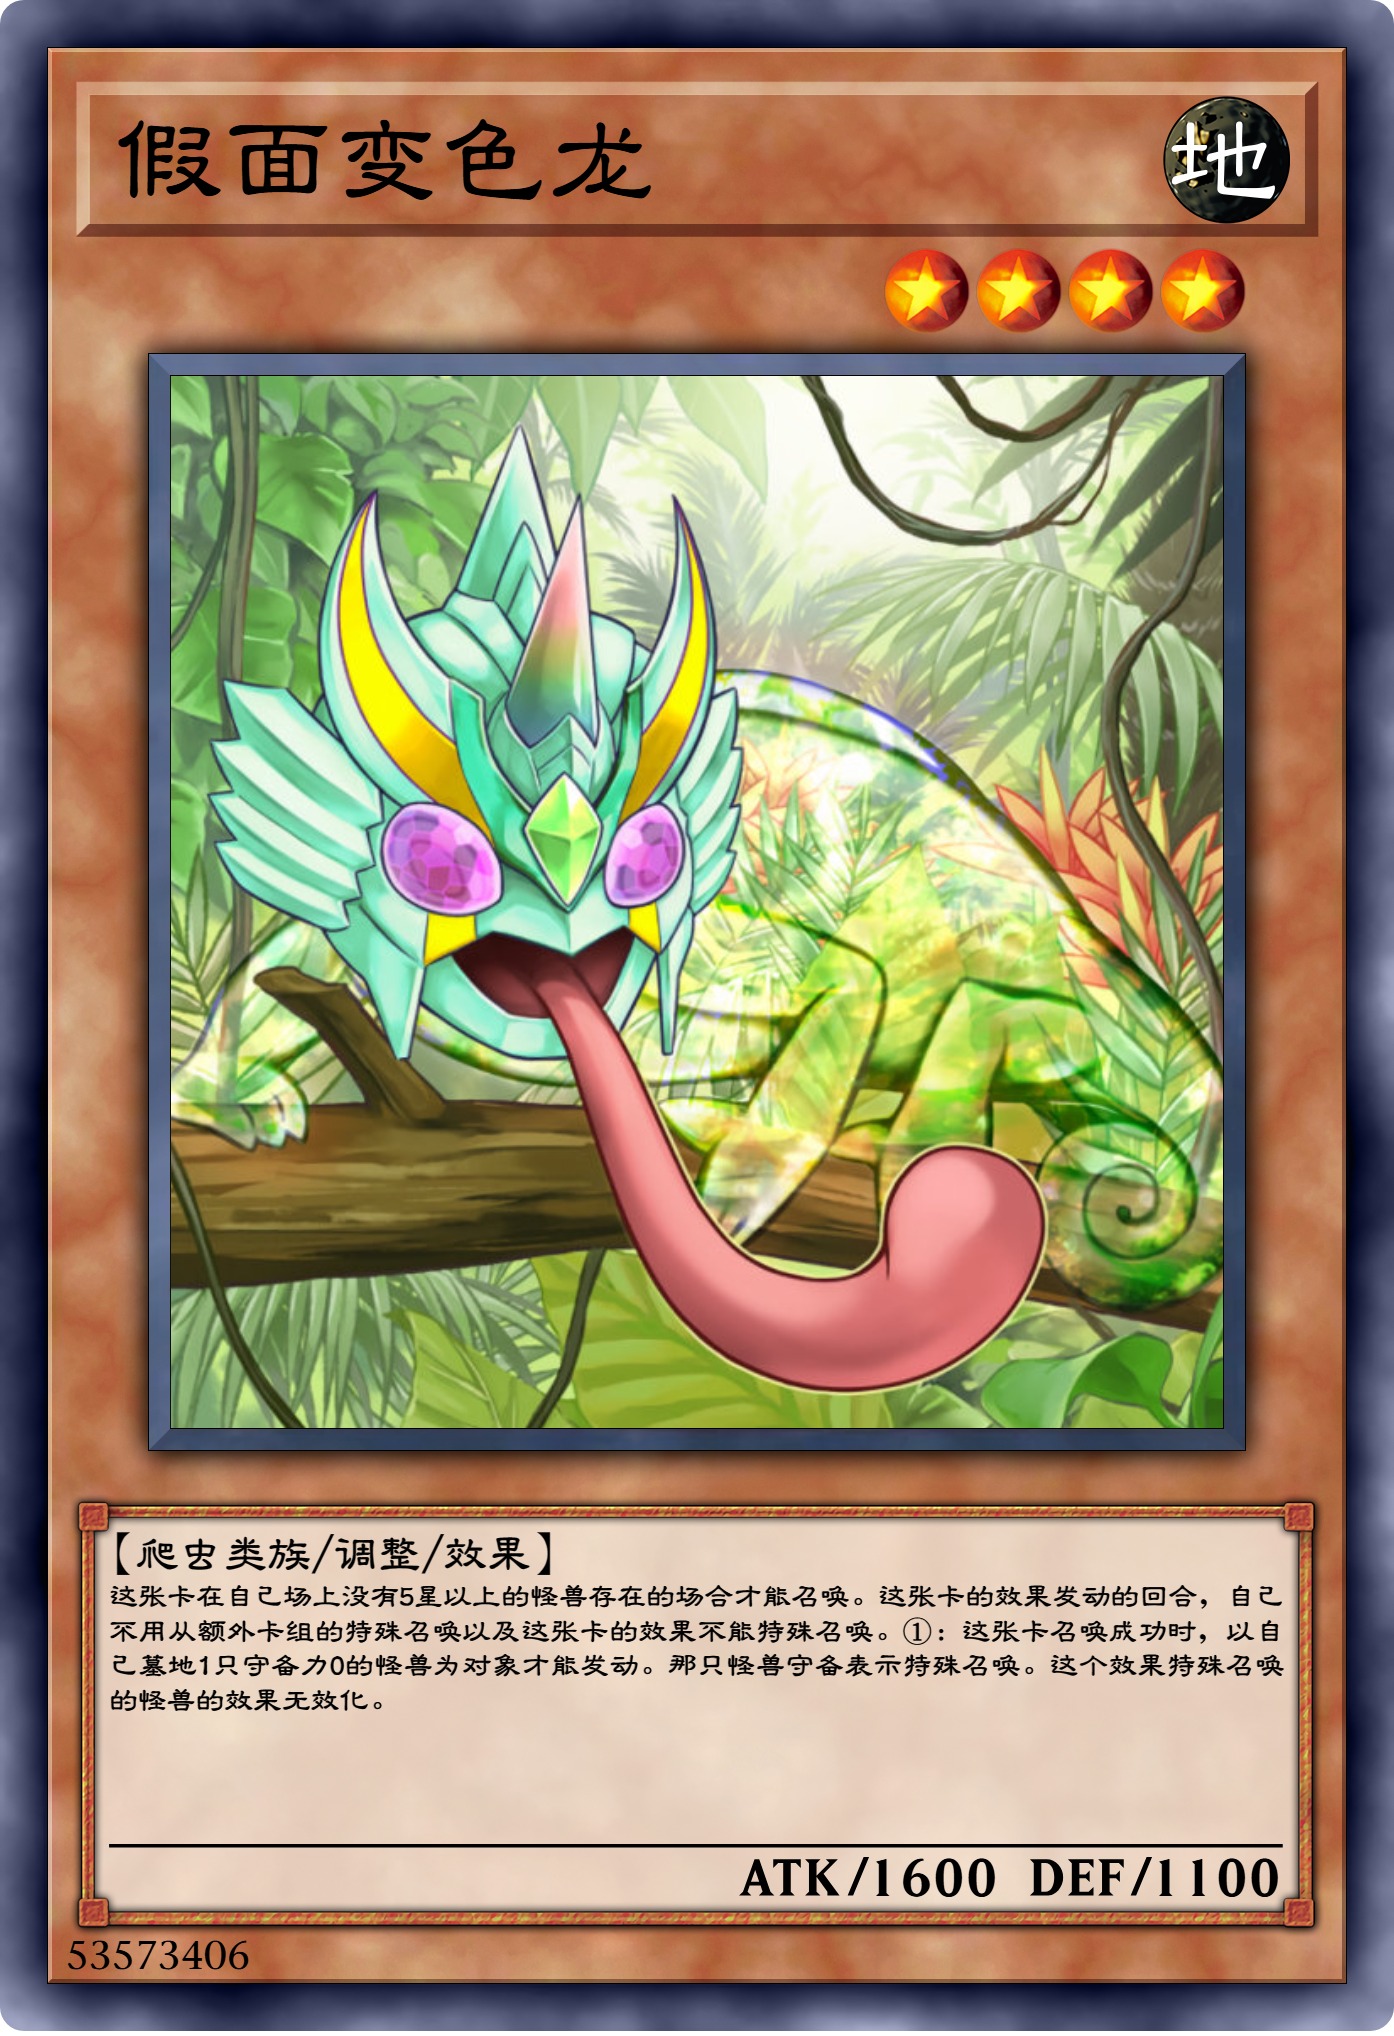 假面变色龙
地
【爬虫类族/调整/效果】
这张卡在自己场上没有5星以上的怪兽存在的场合才能召唤。这张卡的效果发动的回合，自己
不用从额外卡组的特殊召唤以及这张卡的效果不能特殊召唤。①：这张卡召唤成功时，以自
己墓地1只守备力0的怪兽为对象才能发动。那只怪兽守备表示特殊召唤。这个效果特殊召唤
的怪兽的效果无效化。
ATK/1600 DEF/1100
53573406